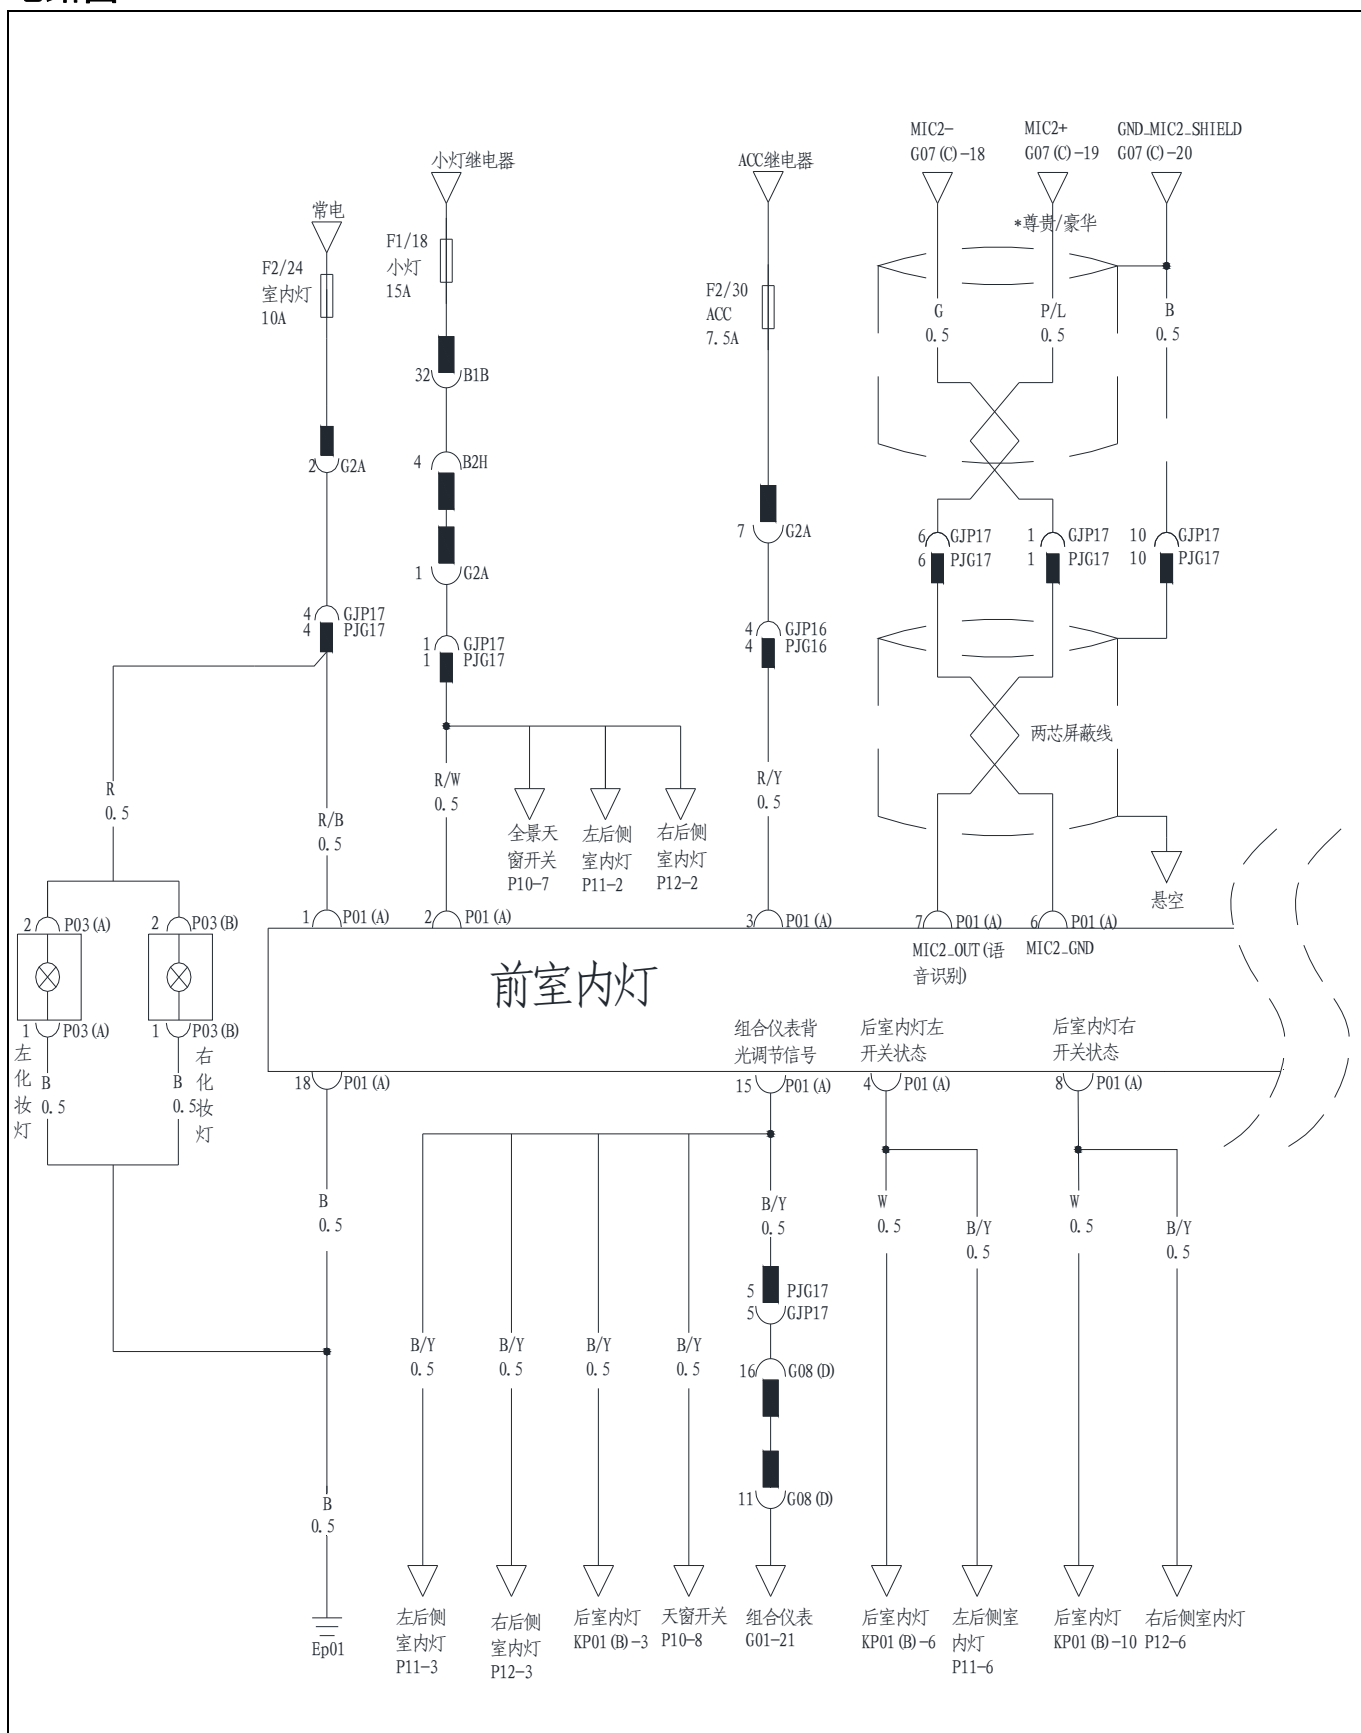 MIC2-
G07(C)-18
MIC2+
G07(C)-19
GND_MIC2_SHIELD
G07(C)-20
小灯继电器
ACC继电器
常电
*尊贵/豪华
F1/18
小灯
15A
F2/24
室内灯
10A
F2/30
ACC
7.5A
G
0.5
P/L
0.5
B
0.5
32 B1B
2 G2A
4 B2H
7 G2A
1 G2A
6 GJP17
6 PJG17
1 GJP17
1 PJG17
10 GJP17
10 PJG17
4 GJP17
4 PJG17
1 GJP17
1 PJG17
4 GJP16
4 PJG16
两芯屏蔽线
R
0.5
R/B
0.5
R/W
0.5
R/Y
0.5
全景天
窗开关
P10-7
左后侧
室内灯
P11-2
右后侧
室内灯
P12-2
悬空
2 P03(A)
2 P03(B)
1 P01(A)
2 P01(A)
3 P01(A)
7 P01(A)
6 P01(A)
MIC2_OUT(语
音识别)
MIC2_GND
前室内灯
1 P03(A)
1 P03(B)
左化妆灯
B
0.5
右化妆灯
B
0.5
组合仪表背
光调节信号
后室内灯左
开关状态
后室内灯右
开关状态
18 P01(A)
15 P01(A)
4 P01(A)
8 P01(A)
B
0.5
B/Y
0.5
W
0.5
B/Y
0.5
W
0.5
B/Y
0.5
5 PJG17
5 GJP17
B/Y
0.5
B/Y
0.5
B/Y
0.5
B/Y
0.5
16 G08(D)
11 G08(D)
B
0.5
Ep01
左后侧
室内灯
P11-3
右后侧
室内灯
P12-3
后室内灯
KP01(B)-3
天窗开关
P10-8
组合仪表
G01-21
后室内灯
KP01(B)-6
左后侧室
内灯
P11-6
后室内灯
KP01(B)-10
右后侧室内灯
P12-6